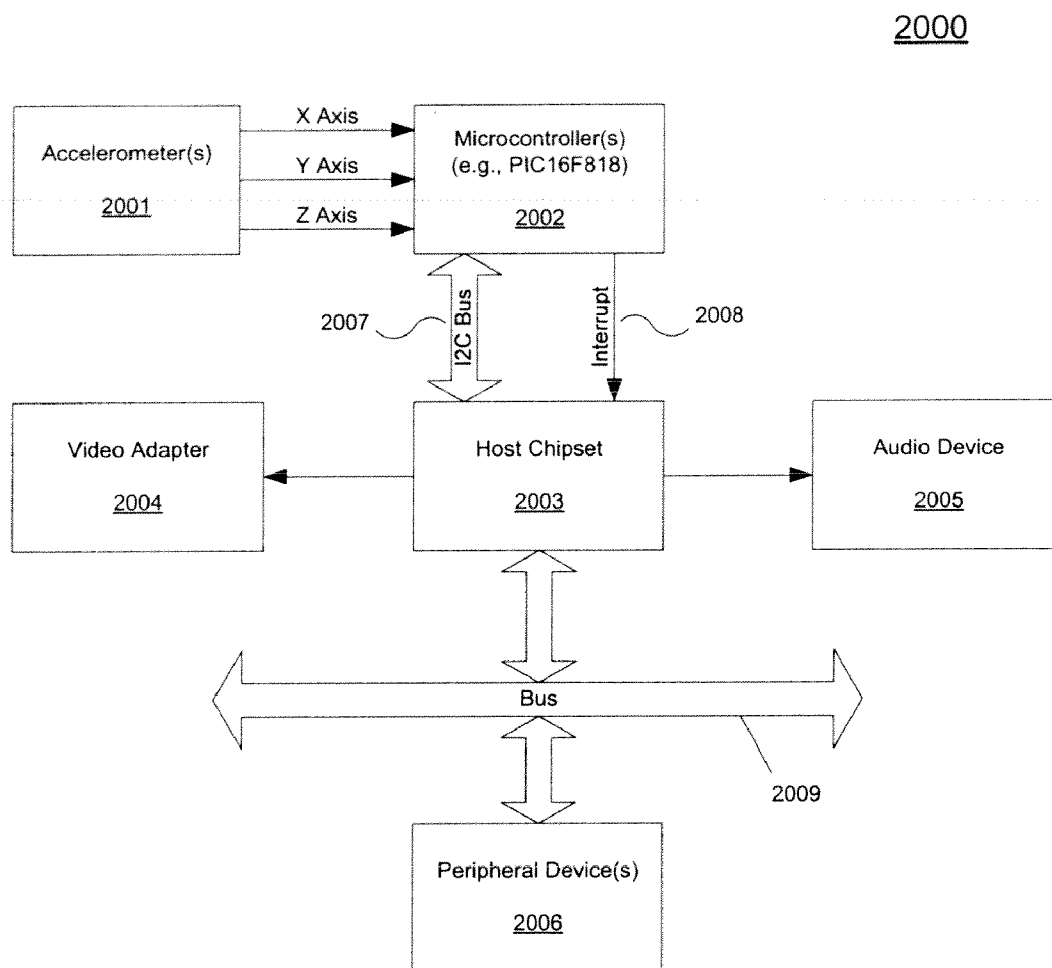 2000
Accelerometer(s)
2001
X Axis
Y Axis
Z Axis
Microcontroller(s)
(e.g., PIC16F818)
2002
2007
I2C Bus
Interrupt
2008
Video Adapter
2004
Host Chipset
2003
Audio Device
2005
Bus
2009
Peripheral Device(s)
2006